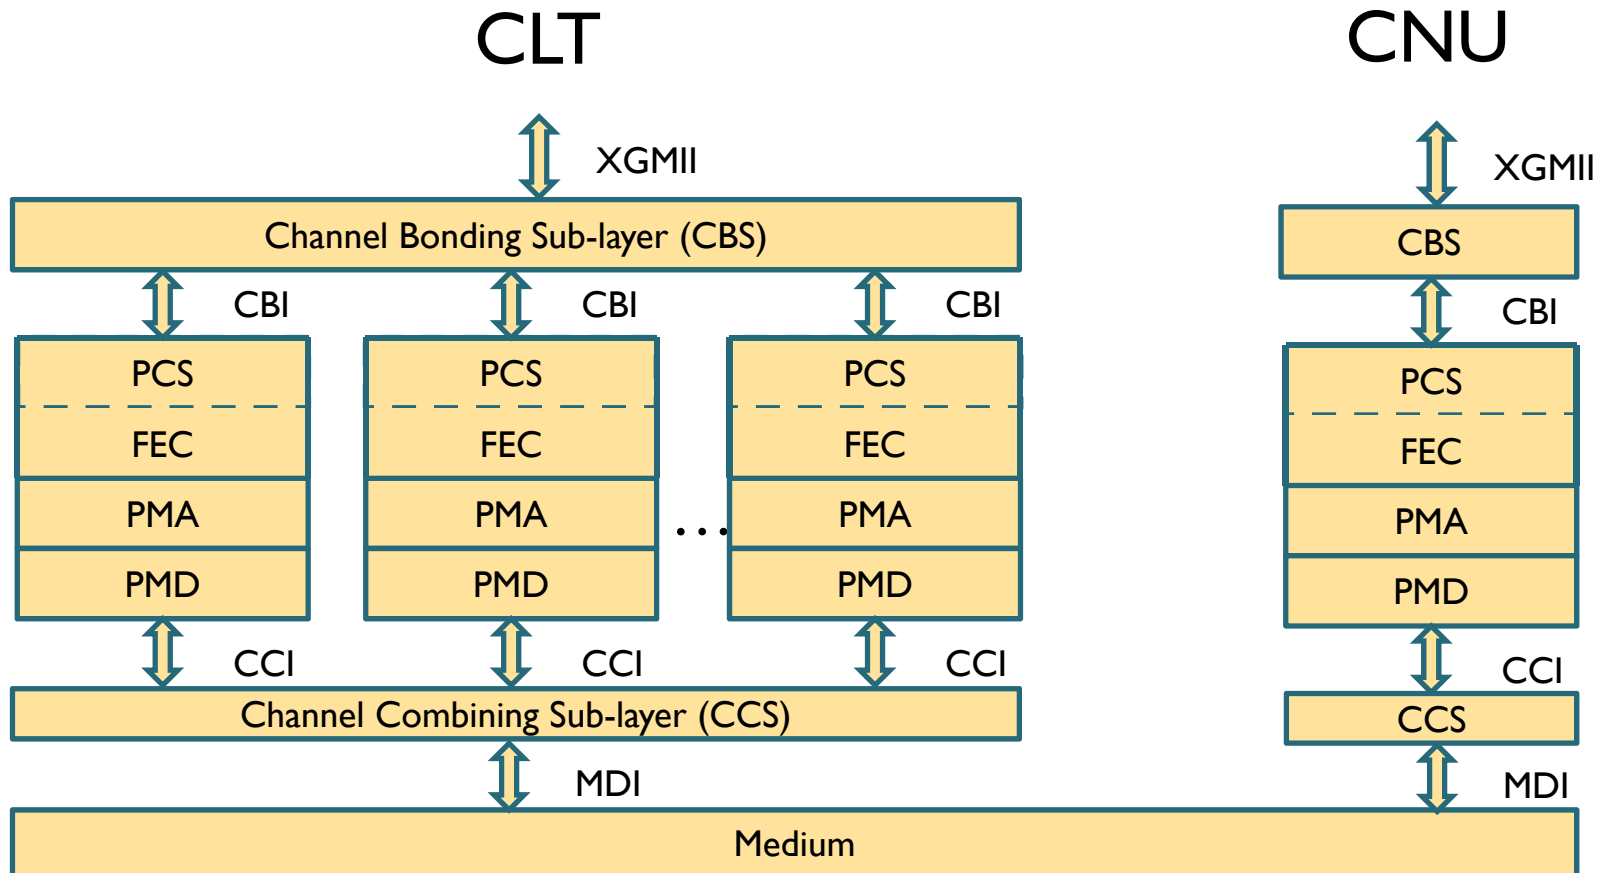 CLT CNU
XGMII XGMII
Channel Bonding Sub-layer (CBS) CBS
CBI CBI CBI CBI
PCS PCS PCS PCS
FEC FEC FEC FEC
PMA PMA ... PMA PMA
PMD PMD PMD PMD
CCI CCI CCI CCI
Channel Combining Sub-layer (CCS) CCS
MDI MDI
Medium